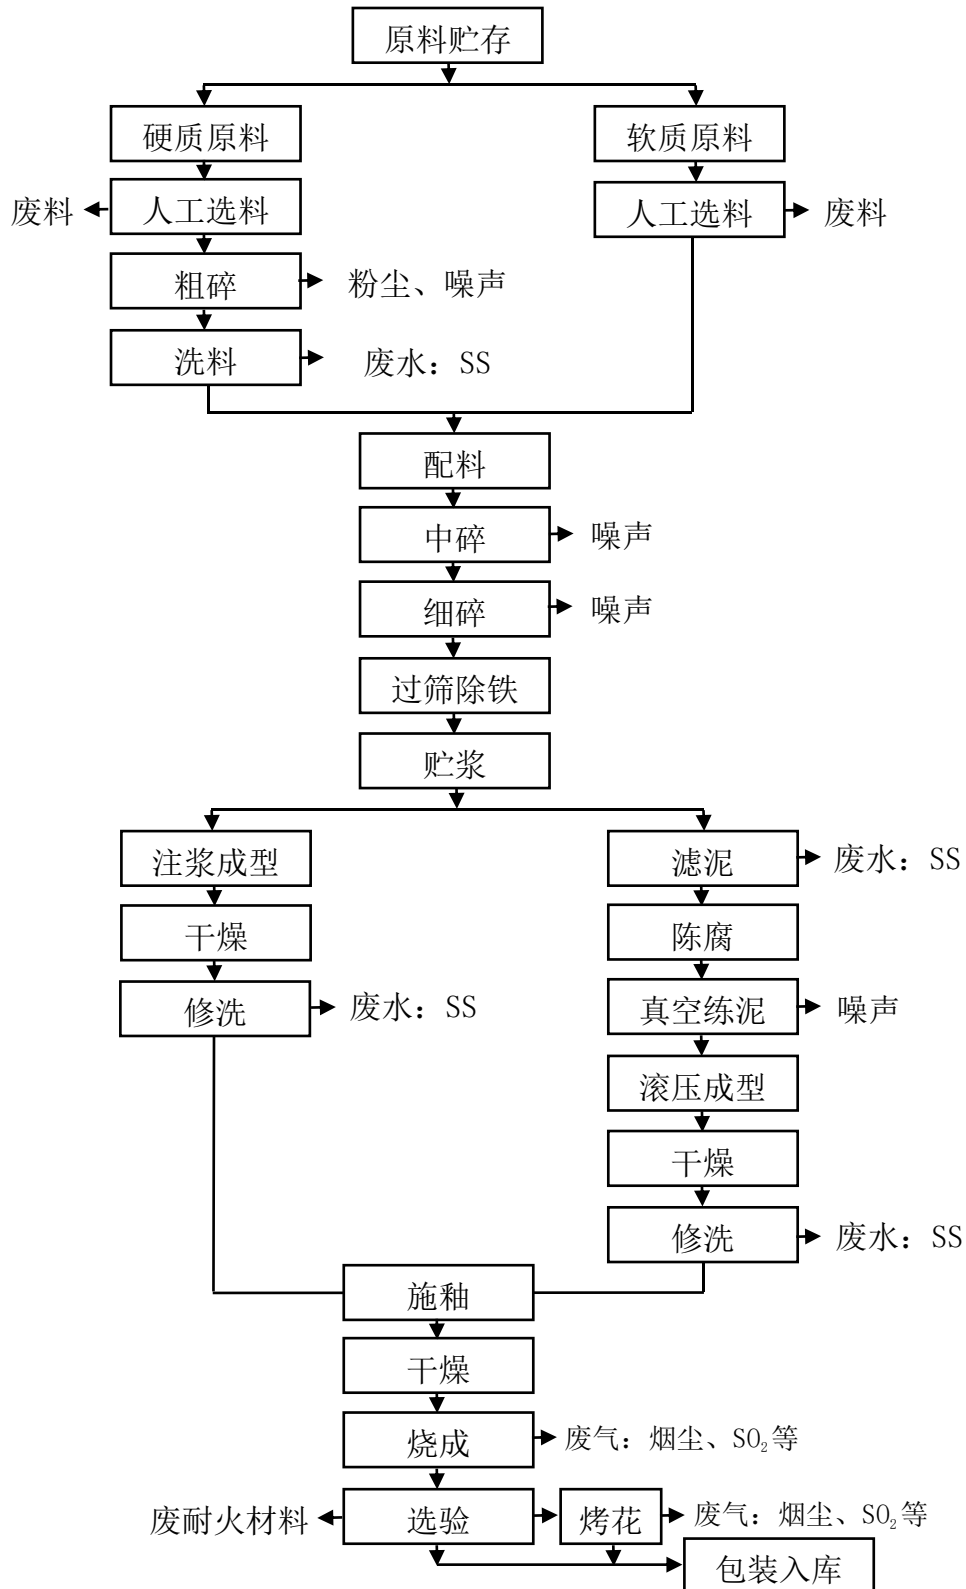 原料贮存
硬质原料
软质原料
废料
人工选料
人工选料
废料
粗碎
粉尘、噪声
洗料
废水：SS
配料
中碎
噪声
细碎
噪声
过筛除铁
贮浆
注浆成型
滤泥
废水：SS
干燥
陈腐
修洗
废水：SS
真空练泥
噪声
滚压成型
干燥
修洗
废水：SS
施釉
干燥
烧成
废气：烟尘、SO₂等
废耐火材料
选验
烤花
废气：烟尘、SO₂等
包装入库